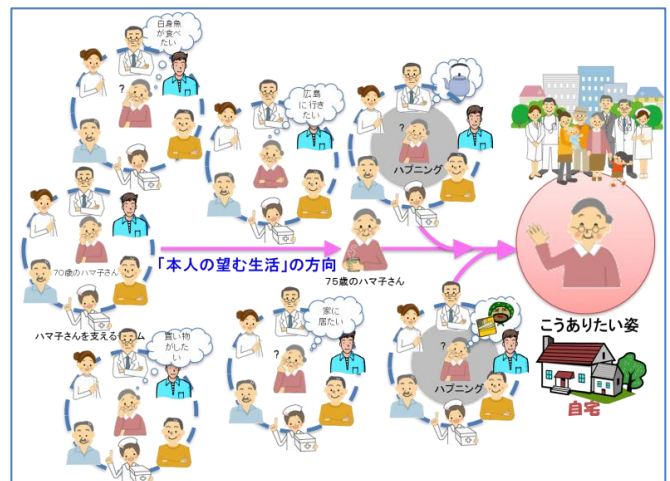 白身魚
が食べ
たい
?
広島
に行き
たい
?
ハプニング
70歳のハマ子さん
「本人の望む生活」の方向
75歳のハマ子さん
ハマ子さんを支える
ム
買い物
がした
い
?
家に
居たい
?
?
ハプニング
こうありたい姿
自宅